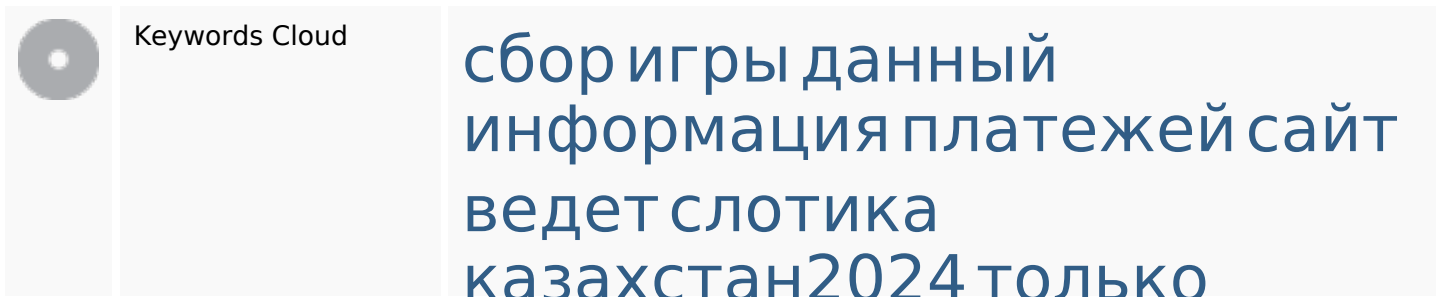 Keywords Cloud
сбор игры данный
информация платежей сайт
ведет слотика
казахстан2024 только